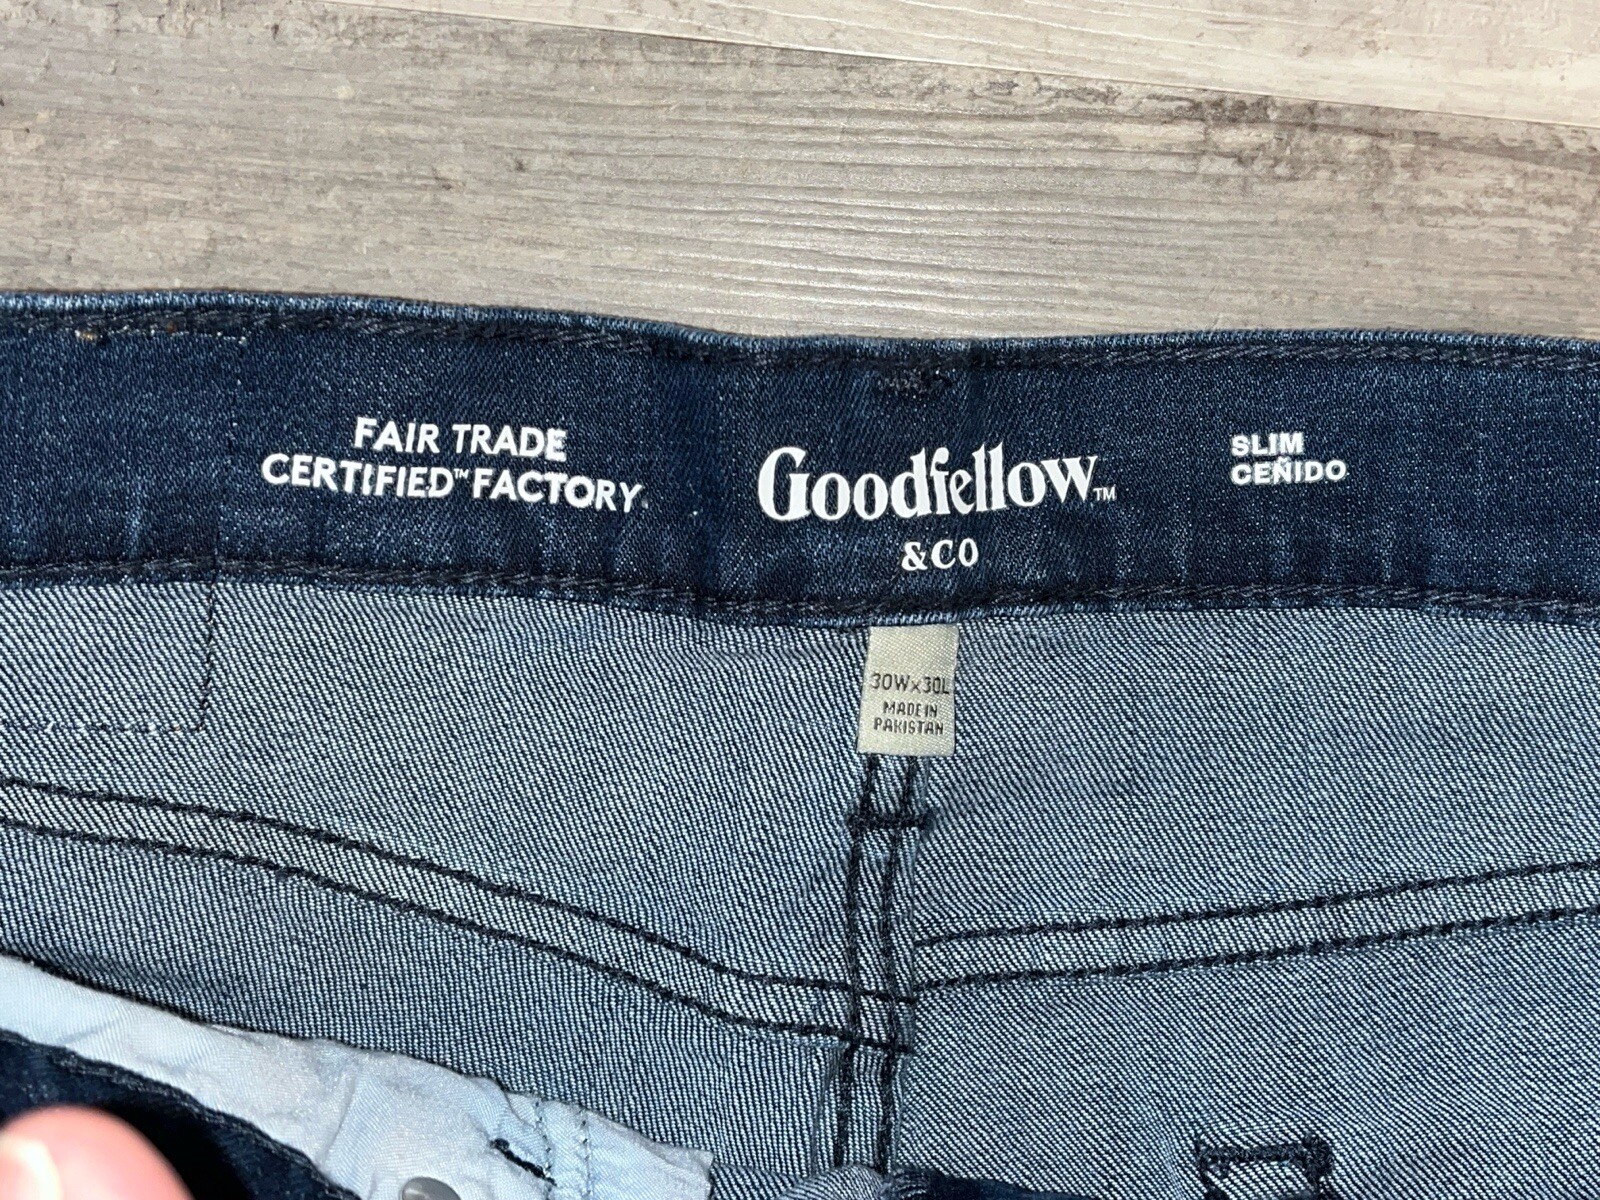 FAIR TRADE
CERTIFIED™ FACTORY.
Goodfellow™
&CO
SLIM
CEÑIDO
30W x 30L
MADE IN
PAKISTAN